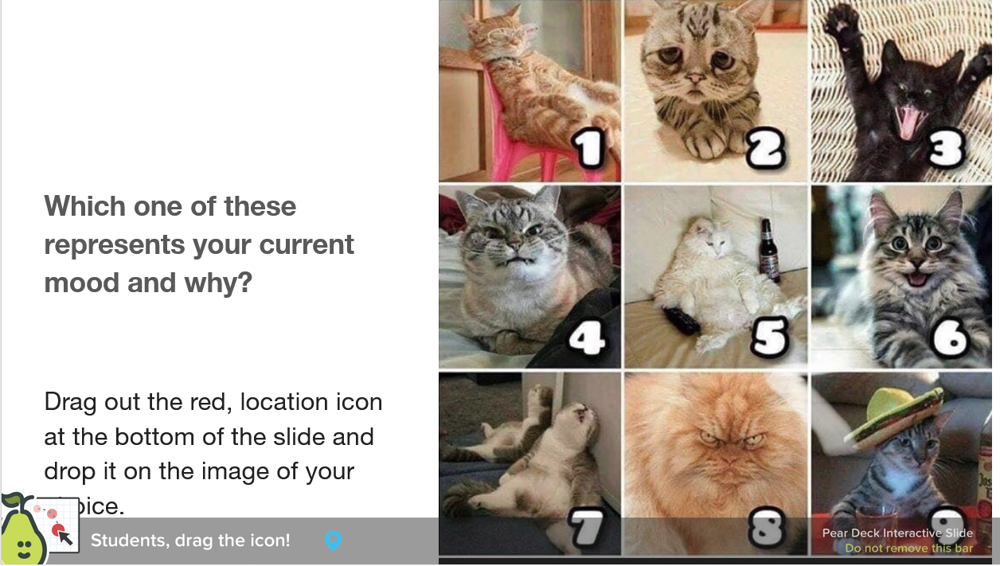 Which one of these
represents your current
mood and why?
Drag out the red, location icon
at the bottom of the slide and
drop it on the image of your
1
2
3
4
5
6
7
8
9
Students, drag the icon!
Pear Deck Interactive Slide
Do not remove this bar